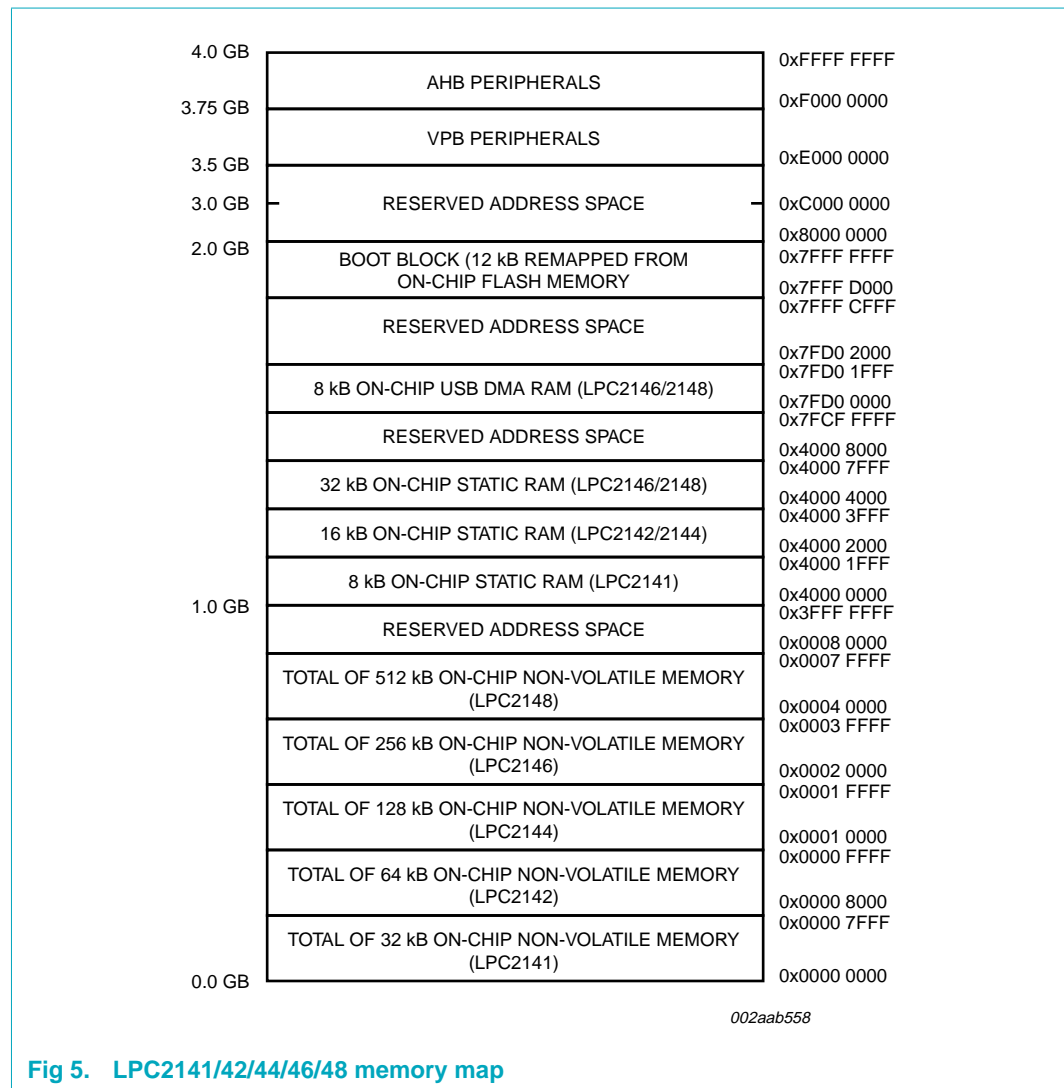 4.0 GB
0xFFFF FFFF
AHB PERIPHERALS
3.75 GB
0xF000 0000
VPB PERIPHERALS
3.5 GB
0xE000 0000
3.0 GB
RESERVED ADDRESS SPACE
0xC000 0000
0x8000 0000
2.0 GB
0x7FFF FFFF
BOOT BLOCK (12 kB REMAPPED FROM
ON-CHIP FLASH MEMORY
0x7FFF D000
0x7FFF CFFF
RESERVED ADDRESS SPACE
0x7FD0 2000
0x7FD0 1FFF
8 kB ON-CHIP USB DMA RAM (LPC2146/2148)
0x7FD0 0000
0x7FCF FFFF
RESERVED ADDRESS SPACE
0x4000 8000
0x4000 7FFF
32 kB ON-CHIP STATIC RAM (LPC2146/2148)
0x4000 4000
0x4000 3FFF
16 kB ON-CHIP STATIC RAM (LPC2142/2144)
0x4000 2000
0x4000 1FFF
8 kB ON-CHIP STATIC RAM (LPC2141)
0x4000 0000
1.0 GB
0x3FFF FFFF
RESERVED ADDRESS SPACE
0x0008 0000
0x0007 FFFF
TOTAL OF 512 kB ON-CHIP NON-VOLATILE MEMORY
(LPC2148)
0x0004 0000
0x0003 FFFF
TOTAL OF 256 kB ON-CHIP NON-VOLATILE MEMORY
(LPC2146)
0x0002 0000
0x0001 FFFF
TOTAL OF 128 kB ON-CHIP NON-VOLATILE MEMORY
(LPC2144)
0x0001 0000
0x0000 FFFF
TOTAL OF 64 kB ON-CHIP NON-VOLATILE MEMORY
(LPC2142)
0x0000 8000
0x0000 7FFF
TOTAL OF 32 kB ON-CHIP NON-VOLATILE MEMORY
(LPC2141)
0.0 GB
0x0000 0000
002aab558
Fig 5. LPC2141/42/44/46/48 memory map